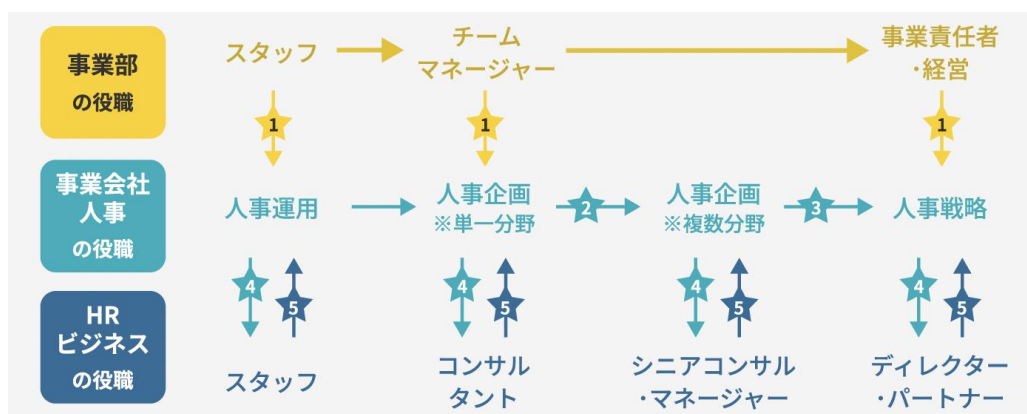 事業部
の役職
スタッフ
チーム
マネージャー
事業責任者
・経営
1
1
1
事業会社
人事
の役職
人事運用
人事企画
※単一分野
2
人事企画
※複数分野
3
人事戦略
4
5
4
5
4
5
4
5
HR
ビジネス
の役職
スタッフ
コンサル
タント
シニアコンサル
・マネージャー
ディレクター
・パートナー